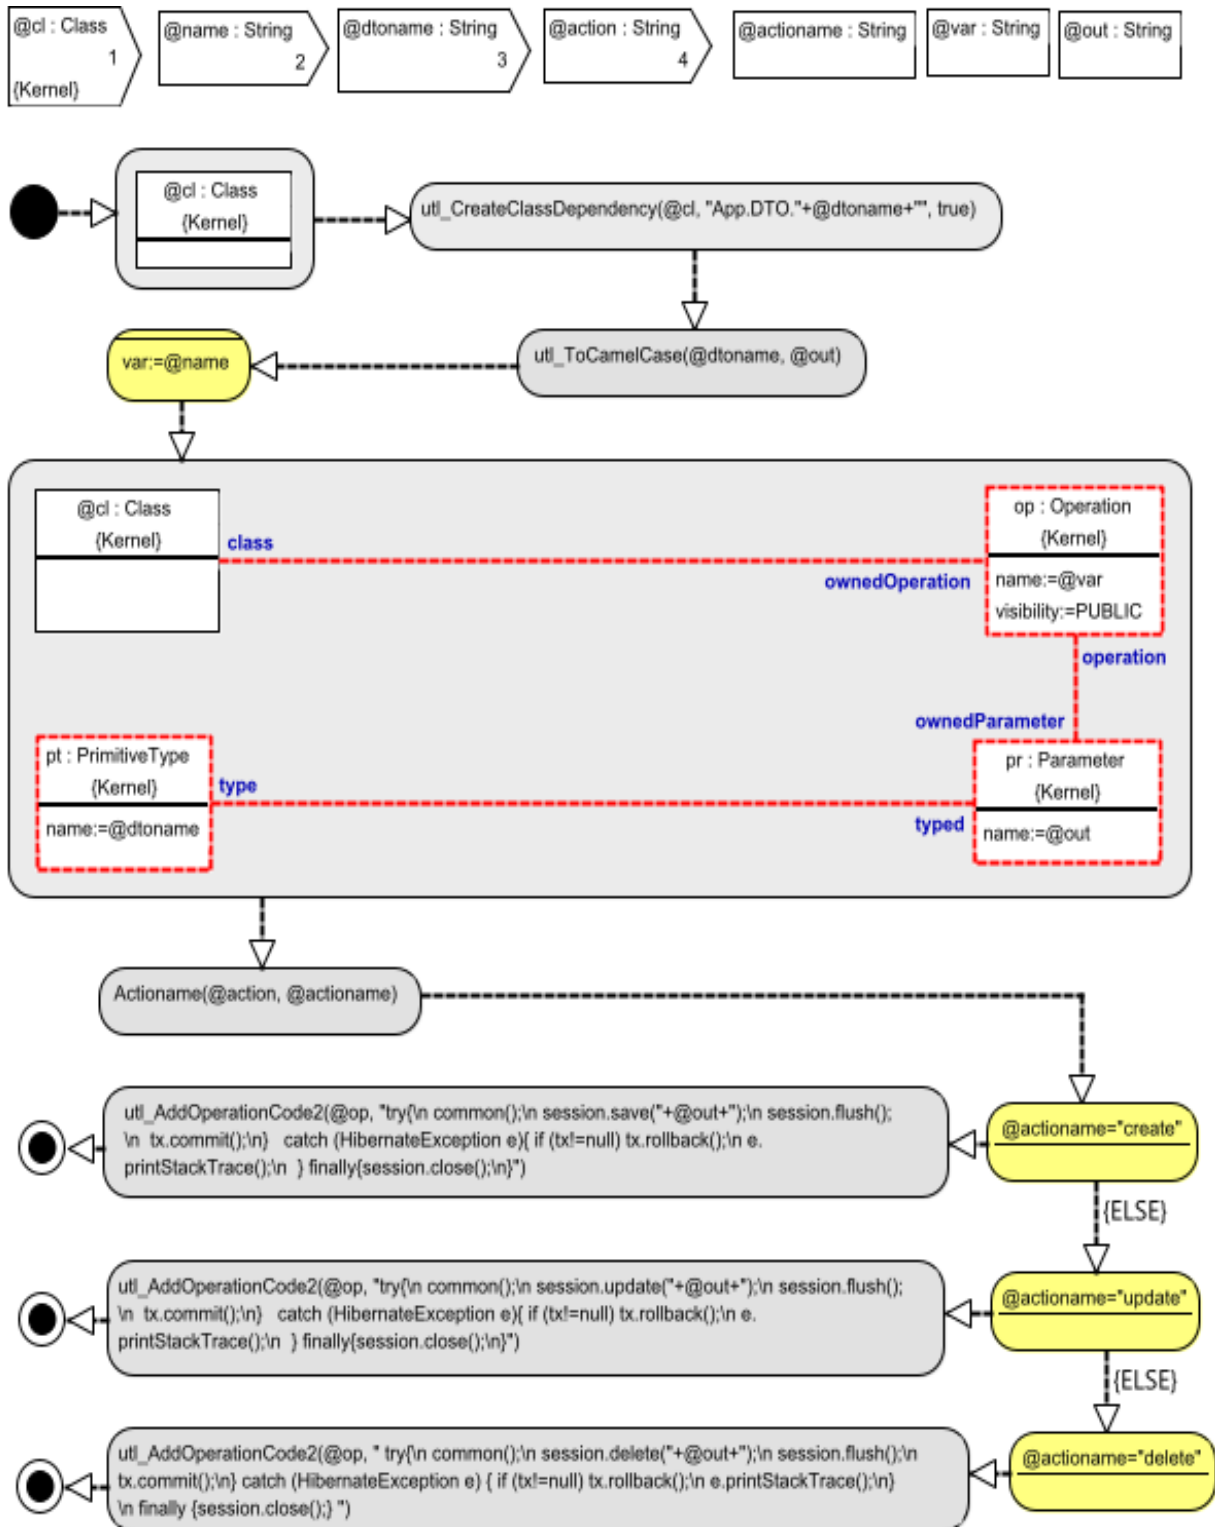 @cl : Class
1
{Kernel}
@name : String
2
@dtoname : String
3
@action : String
4
@actioname : String
@var : String
@out : String
@cl : Class
{Kernel}
utl_CreateClassDependency(@cl, "App.DTO."+@dtoname+"", true)
utl_ToCamelCase(@dtoname, @out)
var:=@name
@cl : Class
{Kernel}
class
ownedOperation
op : Operation
{Kernel}
name:=@var
visibility:=PUBLIC
operation
ownedParameter
pt : PrimitiveType
{Kernel}
name:=@dtoname
type
typed
pr : Parameter
{Kernel}
name:=@out
Actioname(@action, @actioname)
utl_AddOperationCode2(@op, "try{\n common();\n session.save("+@out+");\n session.flush();
\n  tx.commit();\n}   catch (HibernateException e){ if (tx!=null) tx.rollback();\n e.
printStackTrace();\n  } finally{session.close();\n}")
@actioname="create"
{ELSE}
utl_AddOperationCode2(@op, "try{\n common();\n session.update("+@out+");\n session.flush();
\n  tx.commit();\n}   catch (HibernateException e){ if (tx!=null) tx.rollback();\n e.
printStackTrace();\n  } finally{session.close();\n}")
@actioname="update"
{ELSE}
utl_AddOperationCode2(@op, " try{\n common();\n session.delete("+@out+");\n session.flush();\n
tx.commit();\n} catch (HibernateException e) { if (tx!=null) tx.rollback();\n e.printStackTrace();\n}
\n finally {session.close();} ")
@actioname="delete"